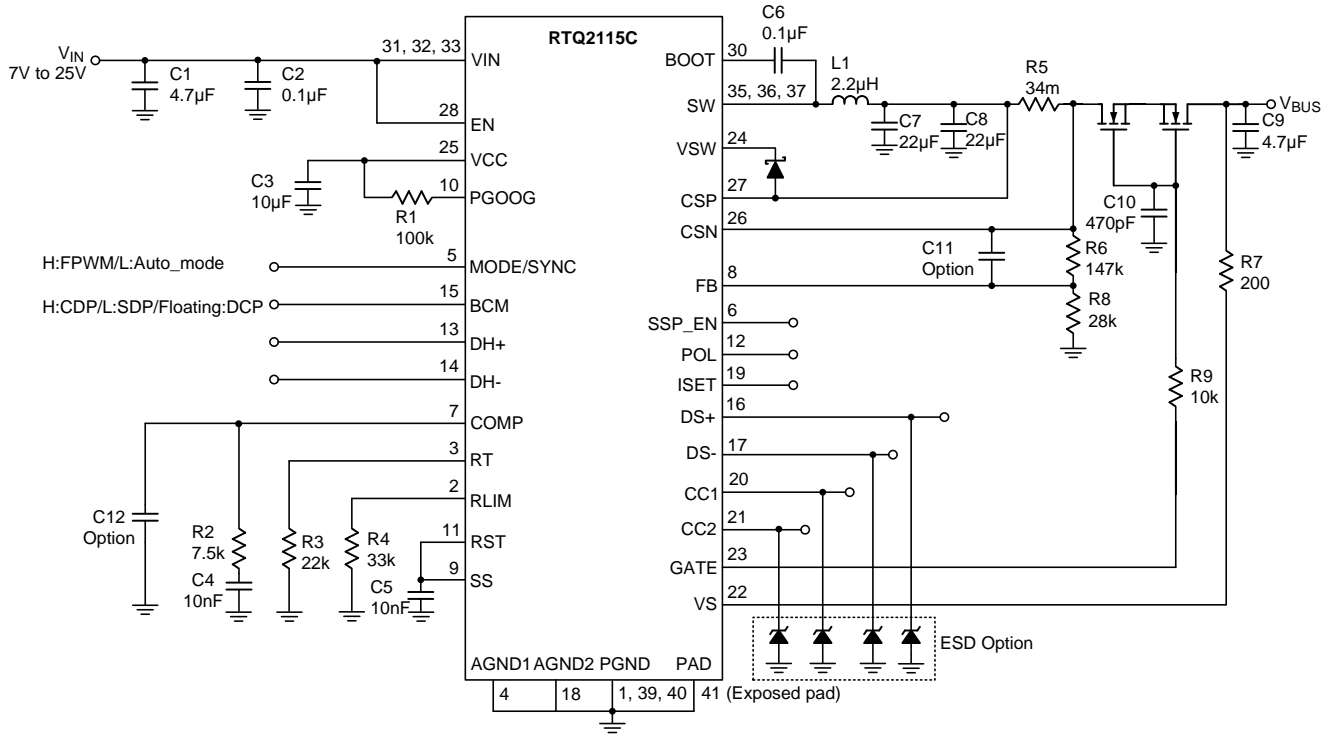 RTQ2115C
V_IN
7V to 25V
C1
4.7µF
C2
0.1µF
31, 32, 33
VIN
28
EN
25
VCC
C3
10µF
10
PGOOG
R1
100k
H:FPWM/L:Auto_mode
5
MODE/SYNC
H:CDP/L:SDP/Floating:DCP
15
BCM
13
DH+
14
DH-
7
COMP
3
RT
2
RLIM
11
RST
9
SS
C12
Option
R2
7.5k
C4
10nF
R3
22k
R4
33k
C5
10nF
BOOT
30
C6
0.1µF
SW
35, 36, 37
L1
2.2µH
C7
22µF
C8
22µF
R5
34m
V_BUS
C9
4.7µF
VSW
24
CSP
27
CSN
26
C11
Option
R6
147k
C10
470pF
R7
200
FB
8
R8
28k
SSP_EN
6
POL
12
ISET
19
DS+
16
DS-
17
CC1
20
CC2
21
R9
10k
GATE
23
VS
22
ESD Option
AGND1
AGND2
PGND
PAD
4
18
1, 39, 40
41 (Exposed pad)